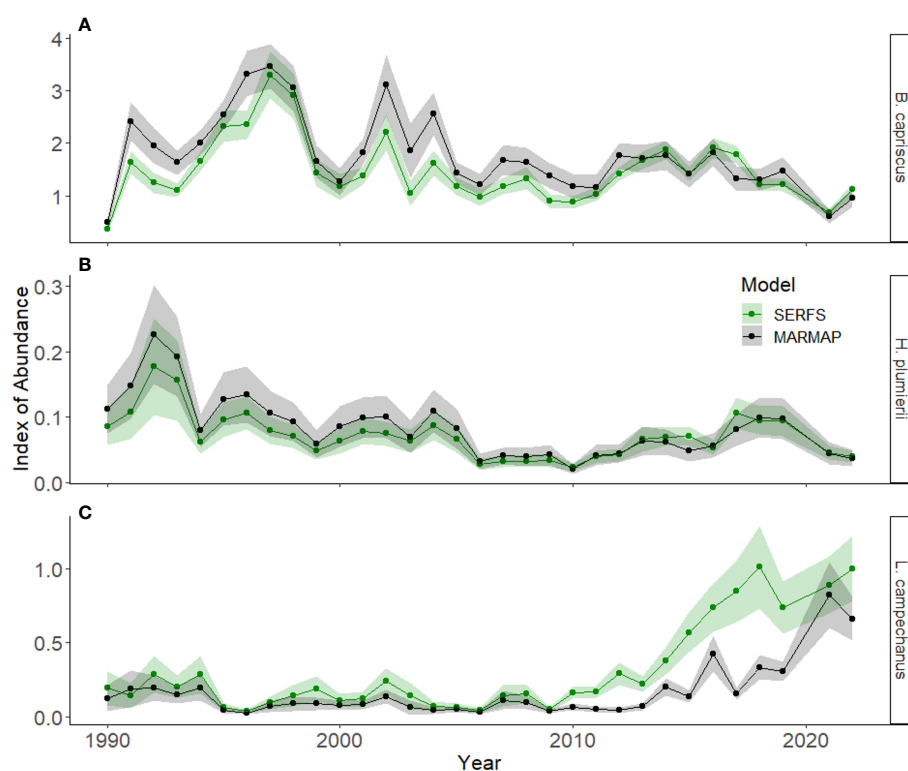 A
4
3
2
1
B. capriscus
B
0.3
0.2
0.1
0.0
Model
SERFS
MARMAP
H. plumierii
Index of Abundance
C
1.0
0.5
0.0
L. campechanus
1990 2000 2010 2020
Year